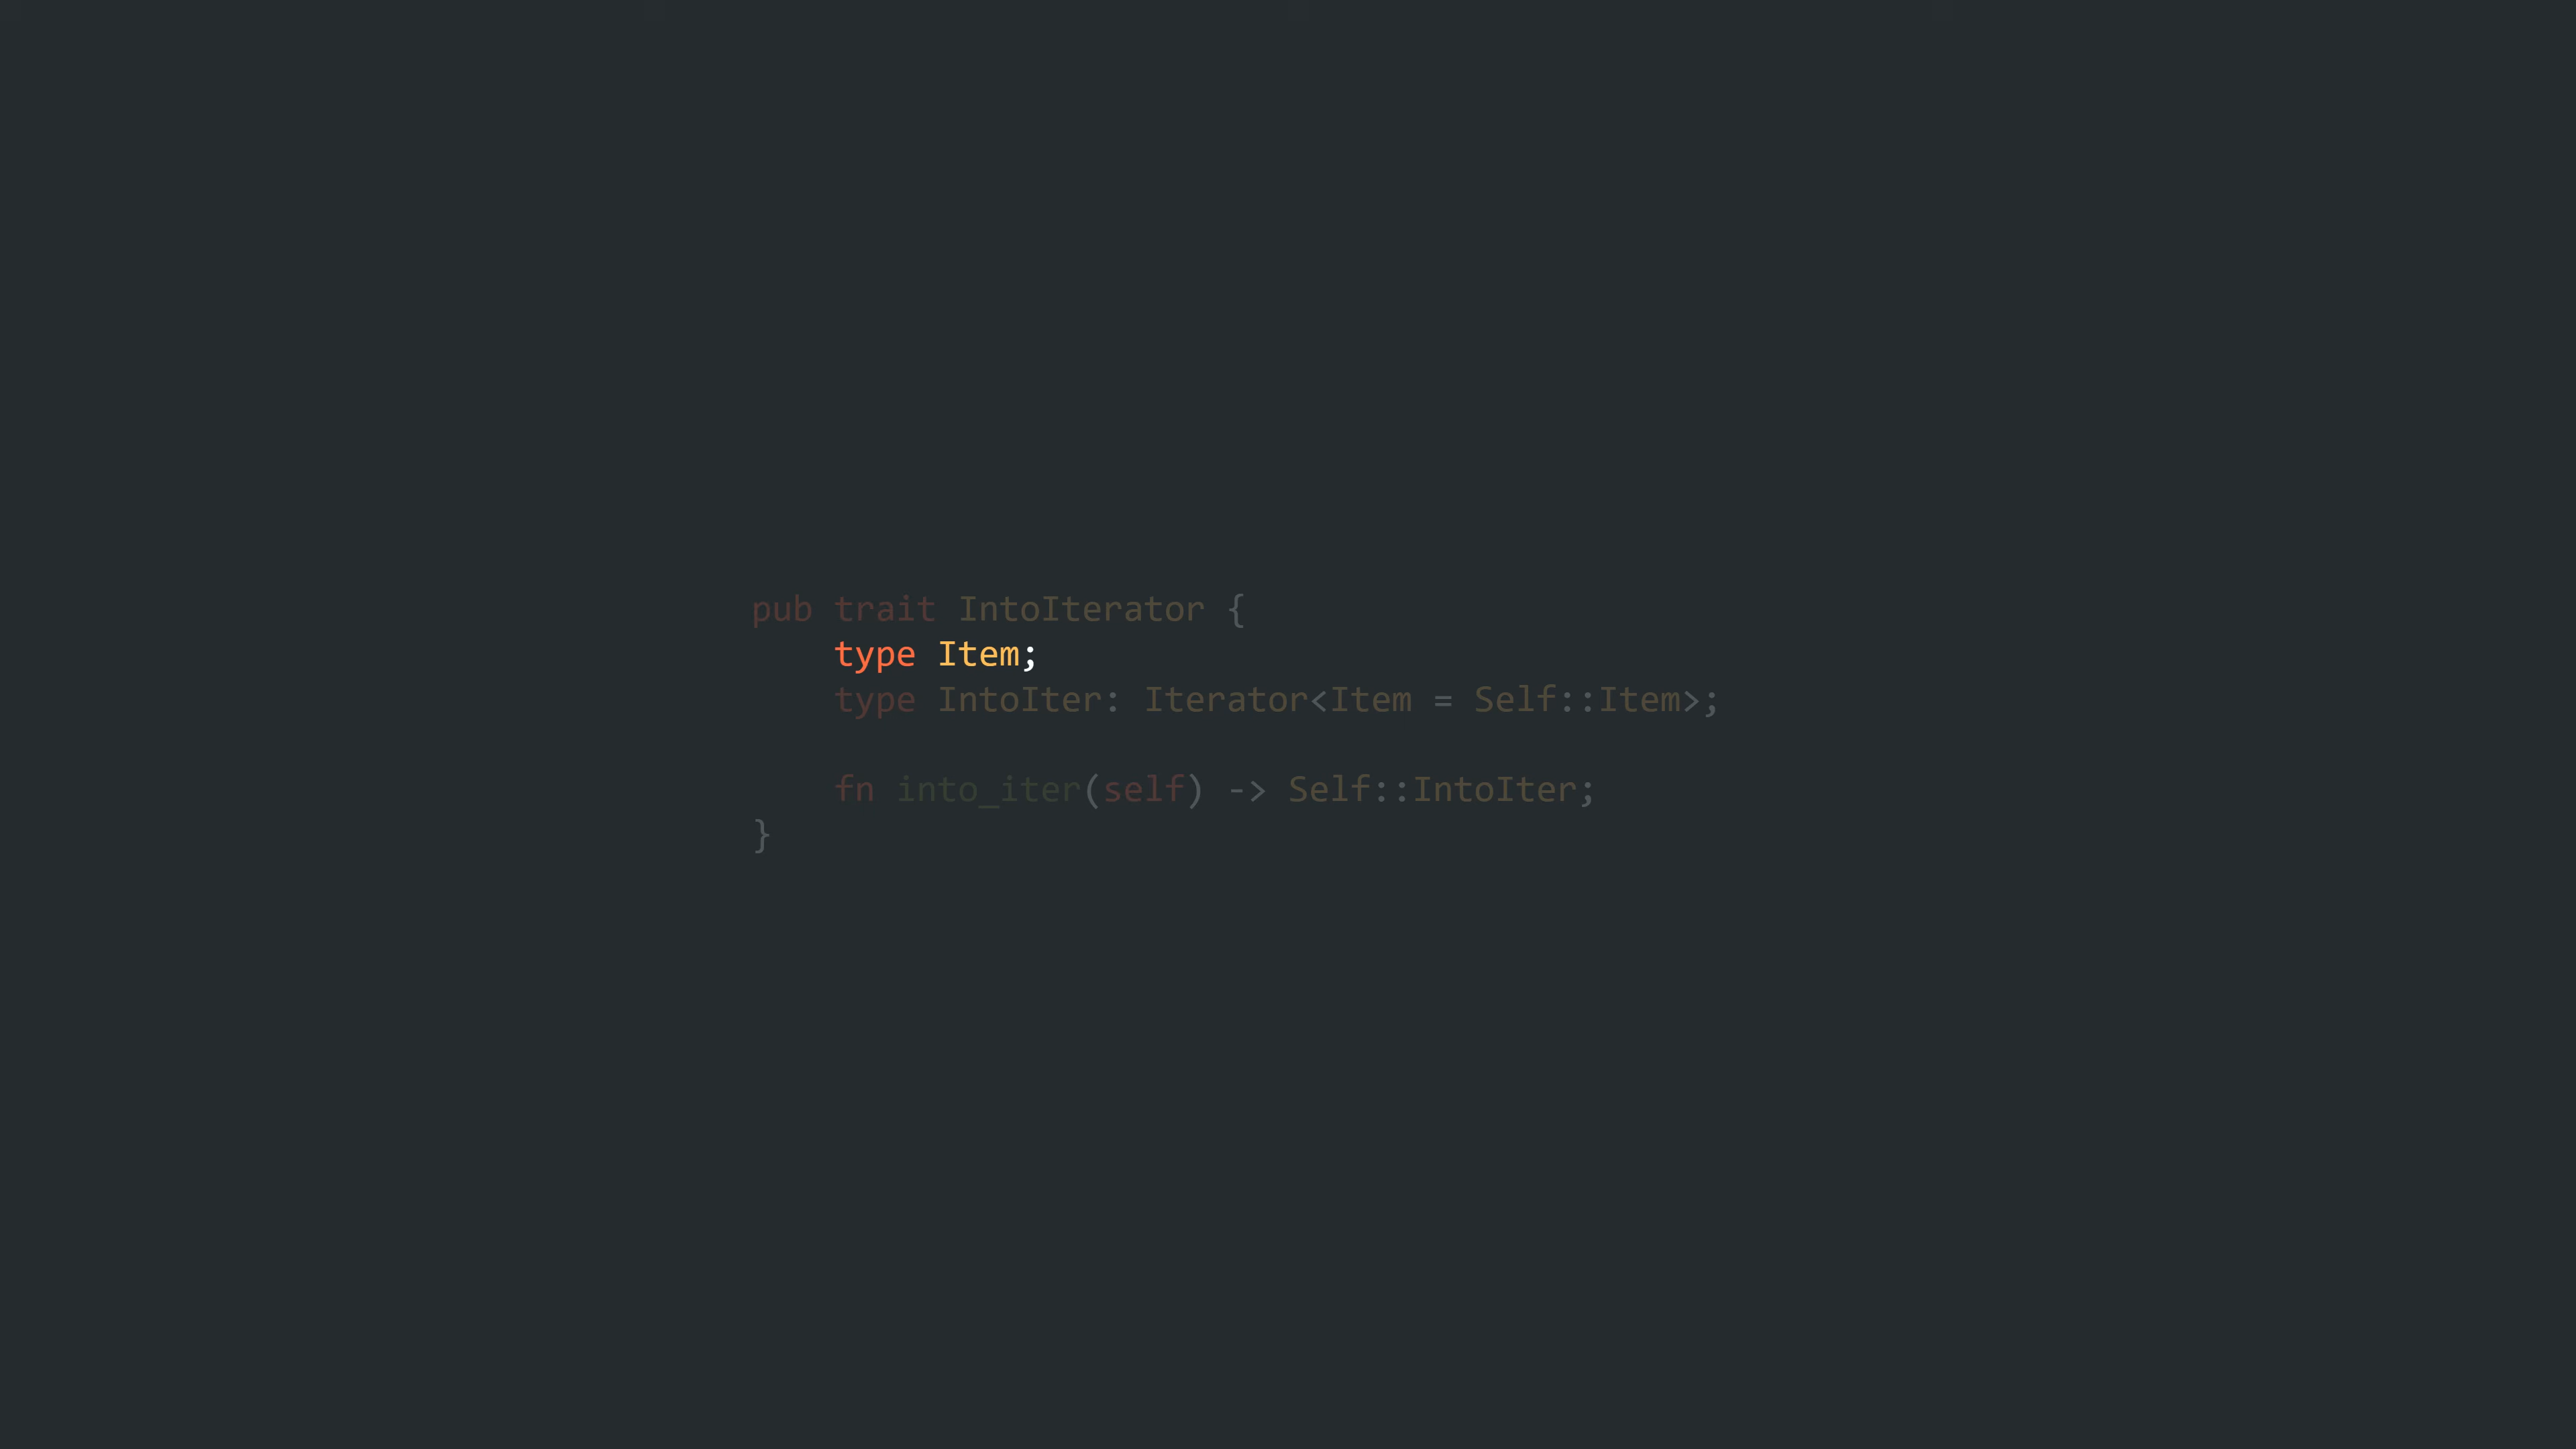 pub trait IntoIterator {
    type Item;
    type IntoIter: Iterator<Item = Self::Item>;

    fn into_iter(self) -> Self::IntoIter;
}